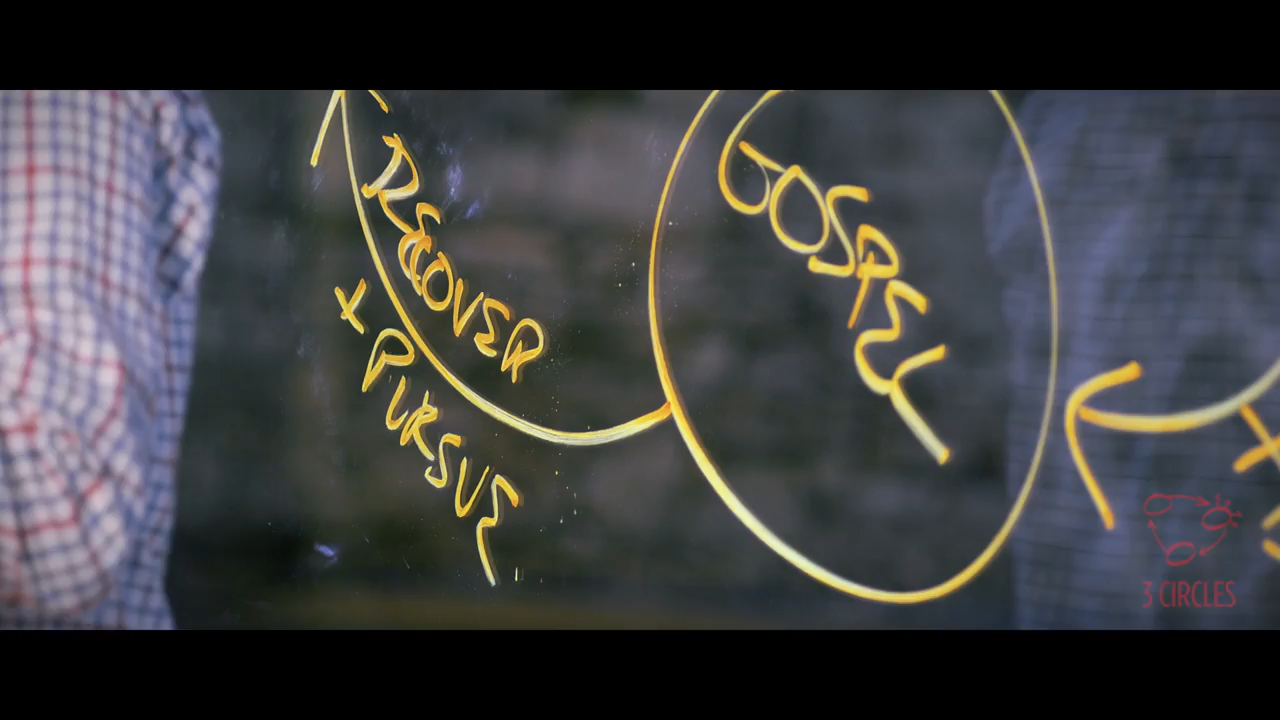 RECOVER
+ PURSUE
GOSPEL
+
3 CIRCLES